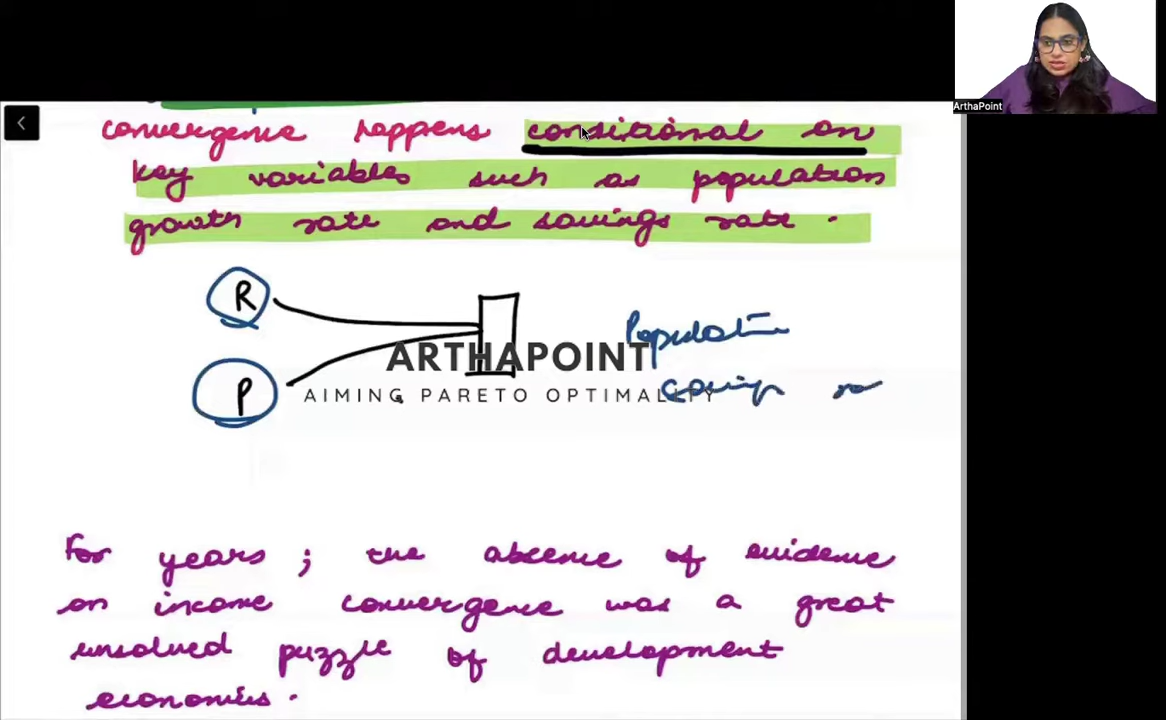 ArthaPoint
convergence happens conditional on
key variables such as population
growth rate and savings rate.
R
Population
ARTHAPOINT
P
AIMING PARETO OPTIMALITY
Savings
For years; the absence of evidence
on income convergence was a great
unsolved puzzle of development
economics.